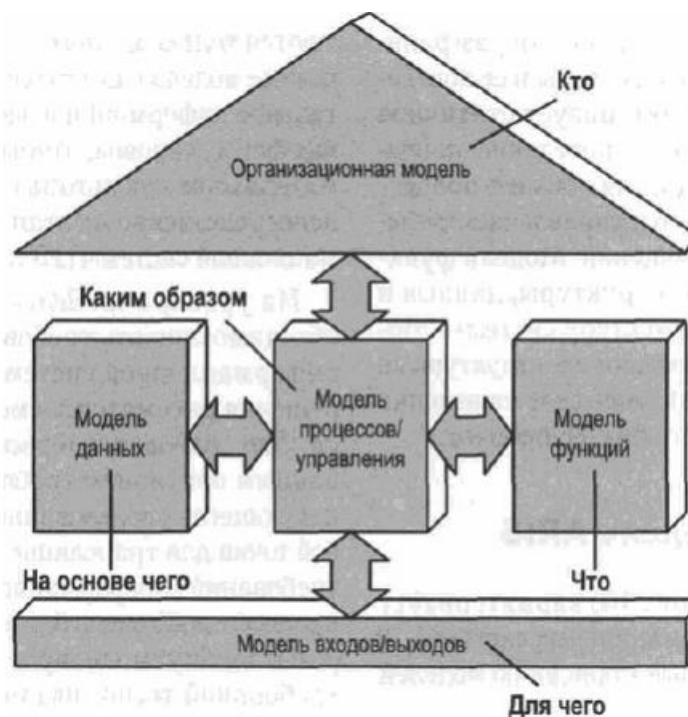 Кто
Организационная модель
Каким образом
Модель
данных
Модель
процессов/
управления
Модель
функций
На основе чего
Что
Модель входов/выходов
Для чего